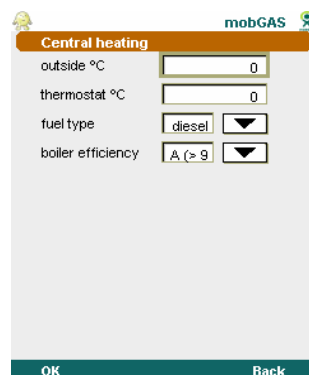 mobGAS
Central heating
outside °C 0
thermostat °C 0
fuel type diesel
boiler efficiency A (> 9
OK Back